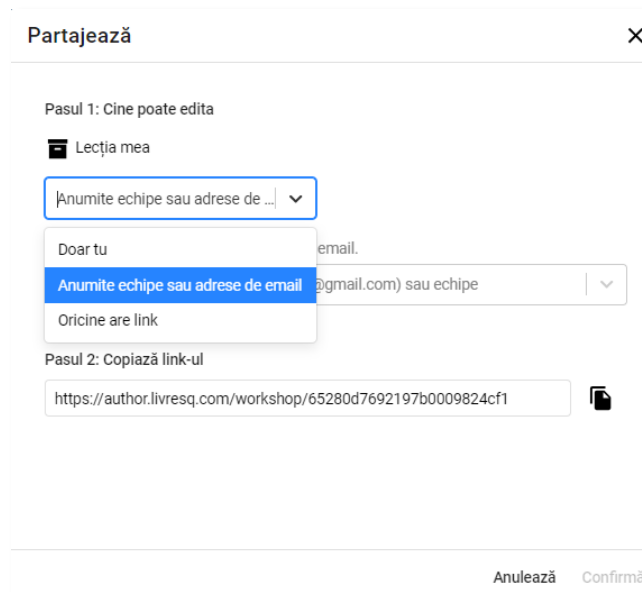 Partajează
Pasul 1: Cine poate edita
Lecția mea
Anumite echipe sau adrese de ...
Doar tu
email.
Anumite echipe sau adrese de email
@gmail.com) sau echipe
Oricine are link
Pasul 2: Copiază link-ul
https://author.livresq.com/workshop/65280d7692197b0009824cf1
Anulează Confirmă